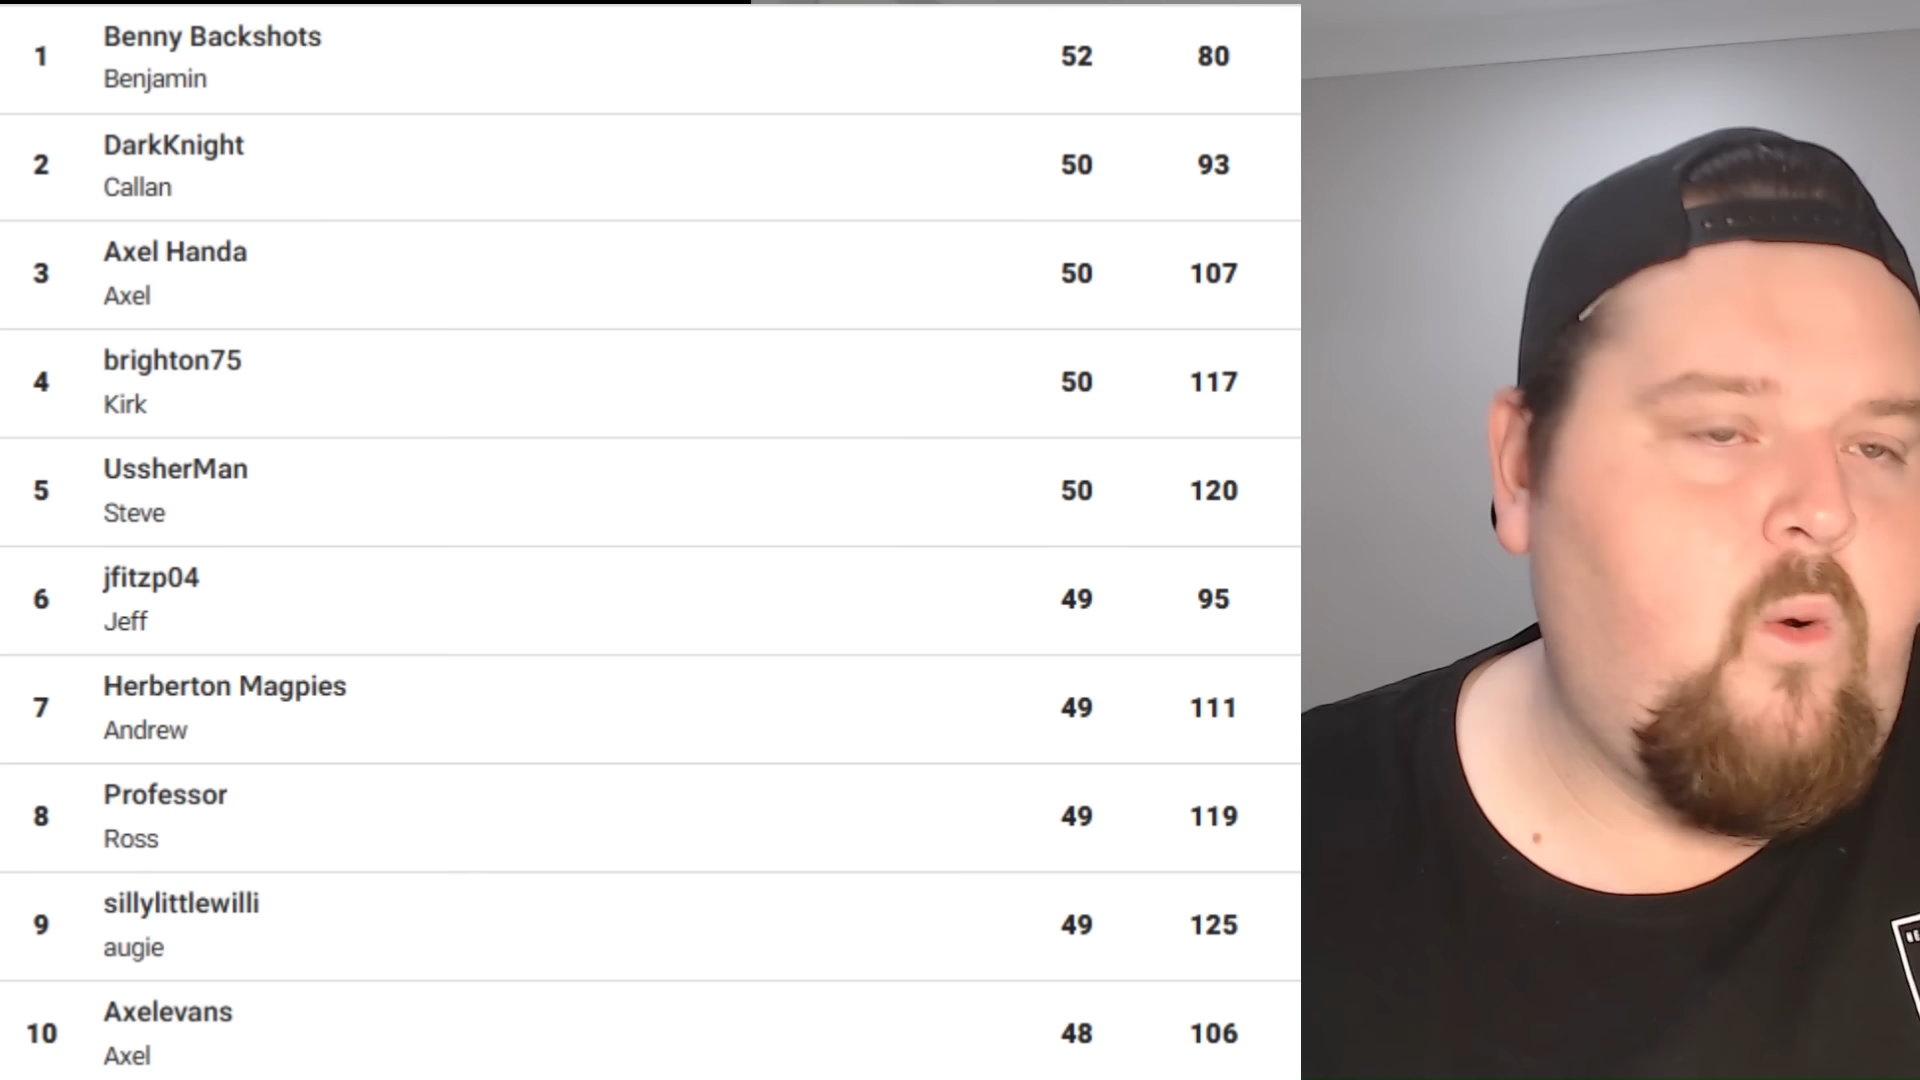 1 Benny Backshots 52 80
Benjamin
2 DarkKnight 50 93
Callan
3 Axel Handa 50 107
Axel
4 brighton75 50 117
Kirk
5 UssherMan 50 120
Steve
6 jfitzp04 49 95
Jeff
7 Herberton Magpies 49 111
Andrew
8 Professor 49 119
Ross
9 sillylittlewilli 49 125
augie
10 Axelevans 48 106
Axel